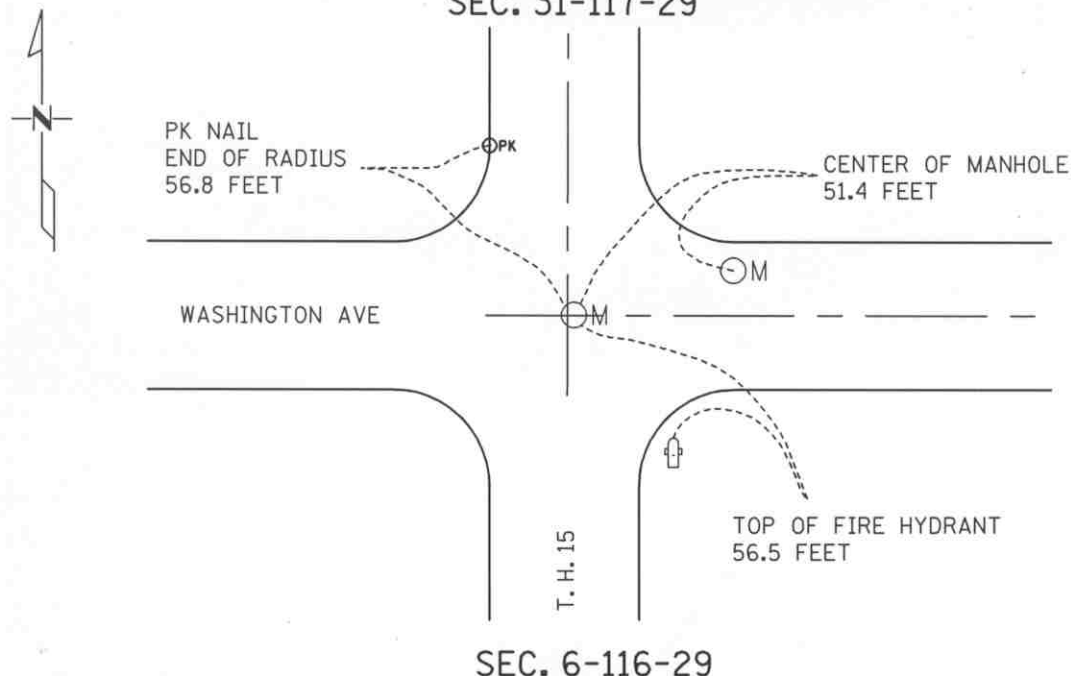 SEC. 31-117-29
N
PK NAIL
END OF RADIUS
56.8 FEET
PK
CENTER OF MANHOLE
51.4 FEET
M
WASHINGTON AVE
M
TOP OF FIRE HYDRANT
56.5 FEET
T. H. 15
SEC. 6-116-29